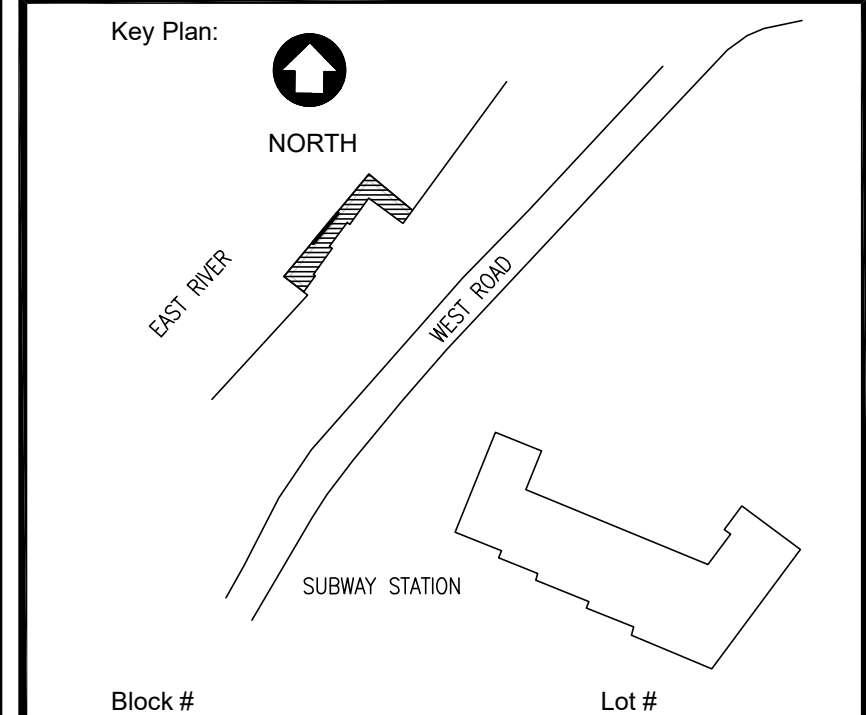 Key Plan:
NORTH
EAST RIVER
WEST ROAD
SUBWAY STATION
Block #
Lot #